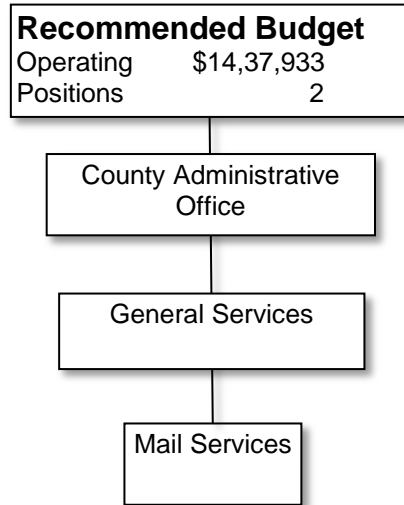 Recommended Budget
Operating $14,37,933
Positions 2
County Administrative
Office
General Services
Mail Services